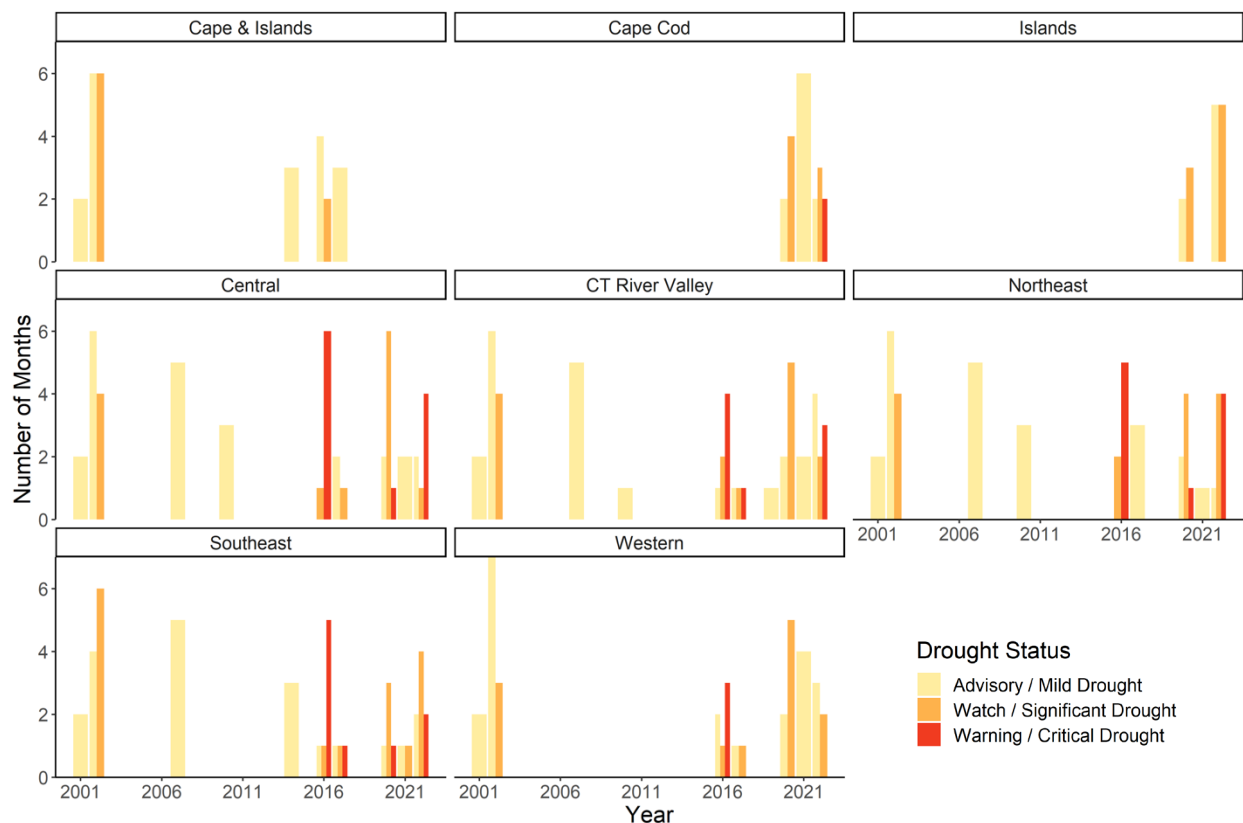 Cape & Islands
Cape Cod
Islands
6
4
2
0
Central
CT River Valley
Northeast
Number of Months
6
4
2
0
2001 2006 2011 2016 2021
Southeast
Western
6
4
2
0
2001 2006 2011 2016 2021
2001 2006 2011 2016 2021
Year
Drought Status
Advisory / Mild Drought
Watch / Significant Drought
Warning / Critical Drought